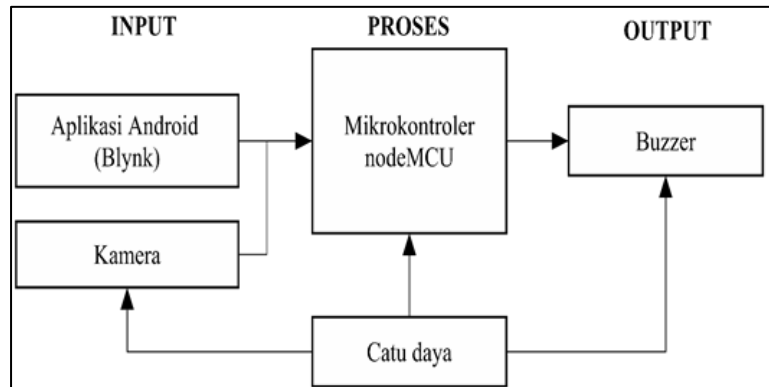 INPUT
PROSES
OUTPUT
Aplikasi Android
(Blynk)
Mikrokontroler
nodeMCU
Buzzer
Kamera
Catu daya